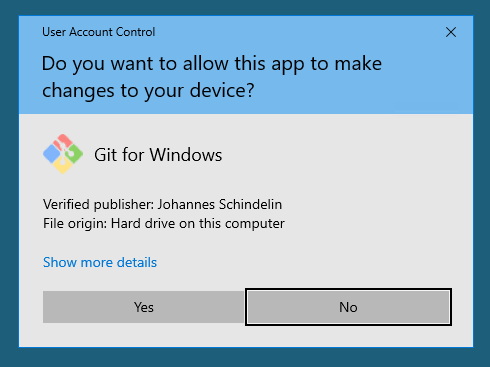 User Account Control
Do you want to allow this app to make
changes to your device?
Git for Windows
Verified publisher: Johannes Schindelin
File origin: Hard drive on this computer
Show more details
Yes
No